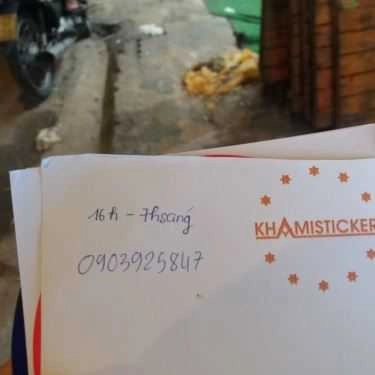 16h - 7h sáng
0903925847
KHAMISTICKER